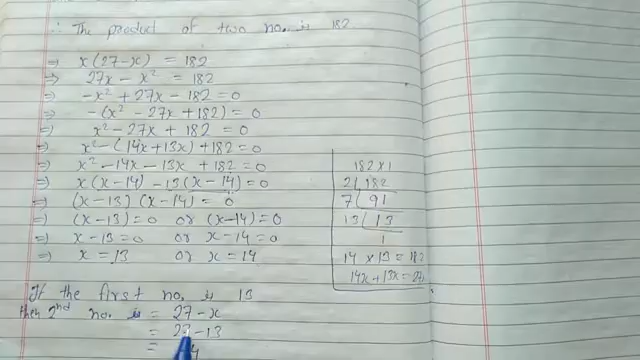 ∴ The product of two no. is 182
⇒ x(27-x) = 182
⇒ 27x - x² = 182
⇒ -x² + 27x - 182 = 0
⇒ -(x² - 27x + 182) = 0
⇒ x² - 27x + 182 = 0
⇒ x² - (14x + 13x) + 182 = 0
⇒ x² - 14x - 13x + 182 = 0
⇒ x(x-14) - 13(x-14) = 0
⇒ (x-13) (x-14) = 0
⇒ (x-13) = 0 or (x-14) = 0
⇒ x-13 = 0 or x-14 = 0
⇒ x = 13 or x = 14
If the first no. is 13
then 2nd no. is = 27 - x
= 27 - 13
=
182 x 1
2 | 182
7 | 91
13 | 13
1
14 x 13 = 182
14x + 13x = 27x